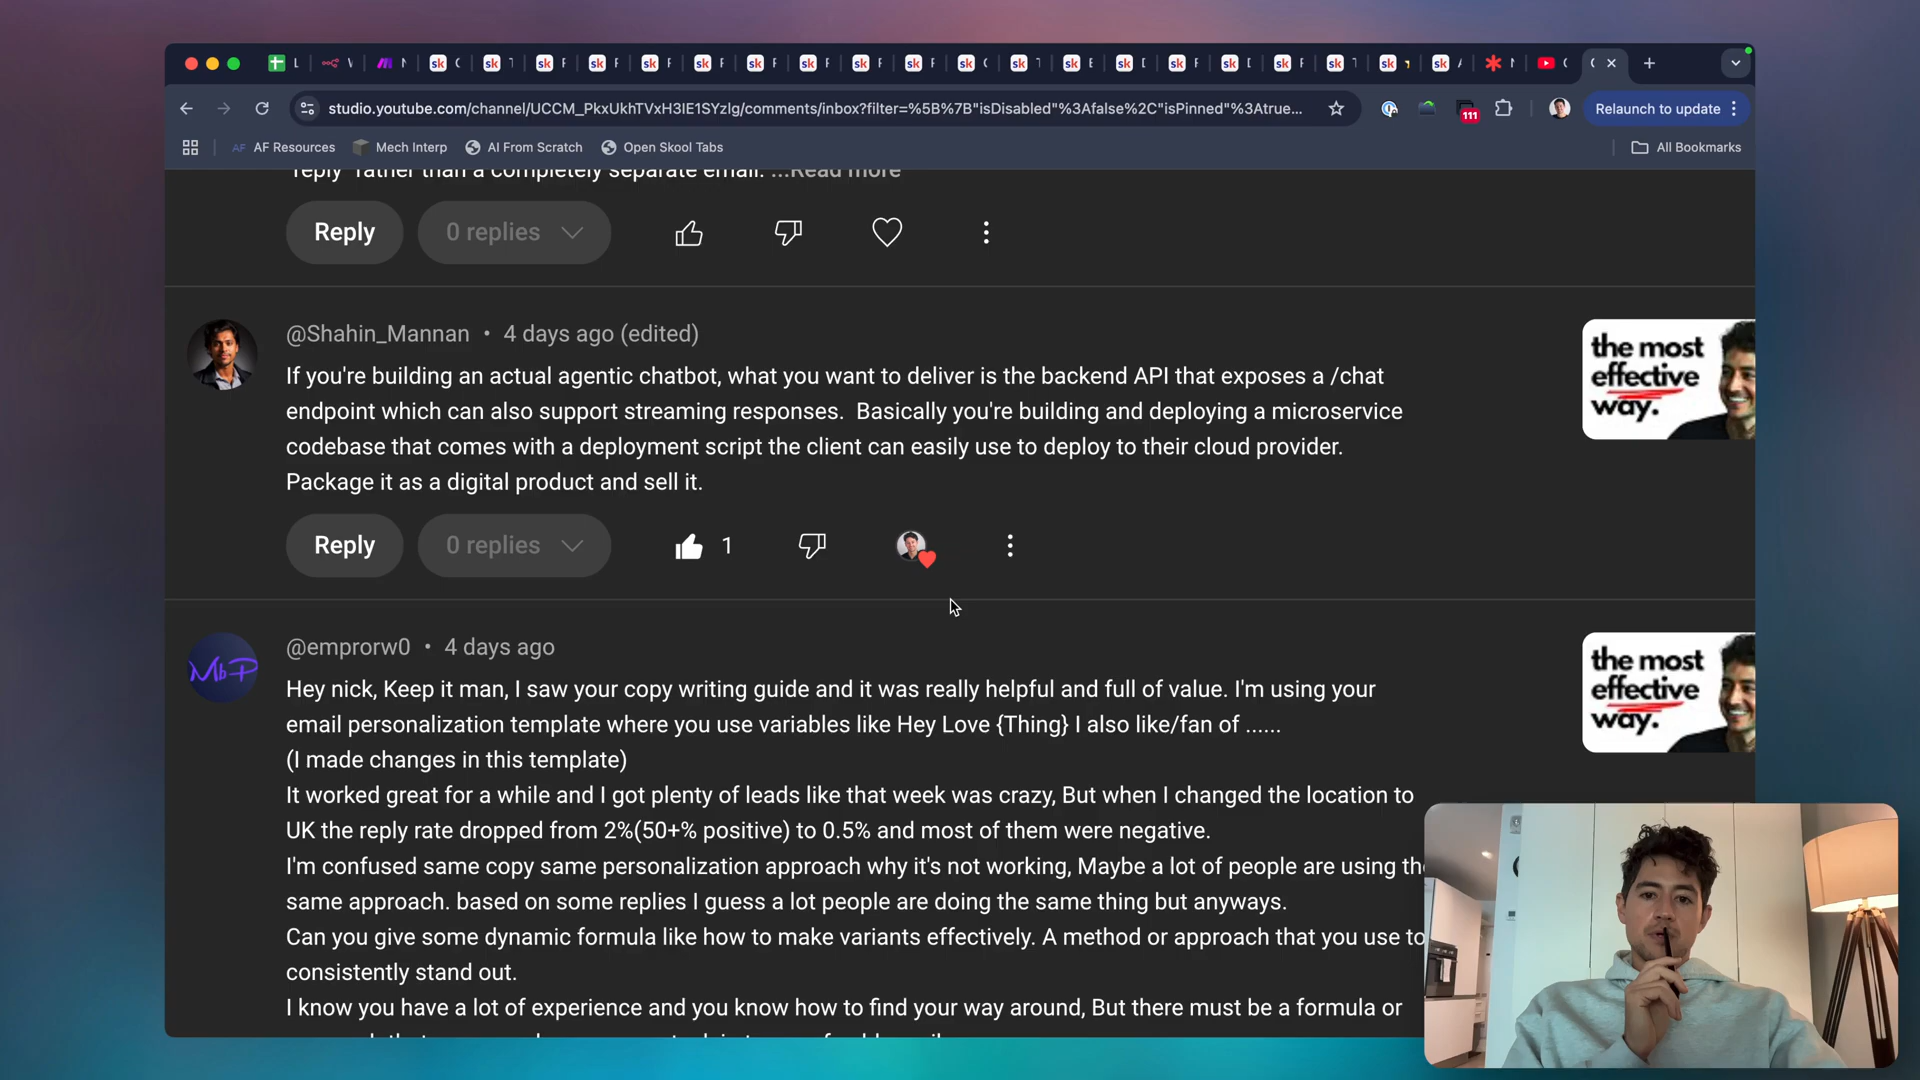 studio.youtube.com/channel/UCCM_PkxUkhTVxH3IE1SYzlg/comments/inbox?filter=%5B%7B"isDisabled"%3Afalse%2C"isPinned"%3Atrue...
111
Relaunch to update
AF Resources
Mech Interp
AI From Scratch
Open Skool Tabs
All Bookmarks
"reply" rather than a completely separate email. ...Read more
Reply
0 replies
@Shahin_Mannan • 4 days ago (edited)
If you're building an actual agentic chatbot, what you want to deliver is the backend API that exposes a /chat
endpoint which can also support streaming responses. Basically you're building and deploying a microservice
codebase that comes with a deployment script the client can easily use to deploy to their cloud provider.
Package it as a digital product and sell it.
the most
effective
way.
Reply
0 replies
1
@emprorw0 • 4 days ago
Hey nick, Keep it man, I saw your copy writing guide and it was really helpful and full of value. I'm using your
email personalization template where you use variables like Hey Love {Thing} I also like/fan of ......
(I made changes in this template)
It worked great for a while and I got plenty of leads like that week was crazy, But when I changed the location to
UK the reply rate dropped from 2%(50+% positive) to 0.5% and most of them were negative.
I'm confused same copy same personalization approach why it's not working, Maybe a lot of people are using the
same approach. based on some replies I guess a lot people are doing the same thing but anyways.
Can you give some dynamic formula like how to make variants effectively. A method or approach that you use to
consistently stand out.
I know you have a lot of experience and you know how to find your way around, But there must be a formula or
the most
effective
way.
MbP